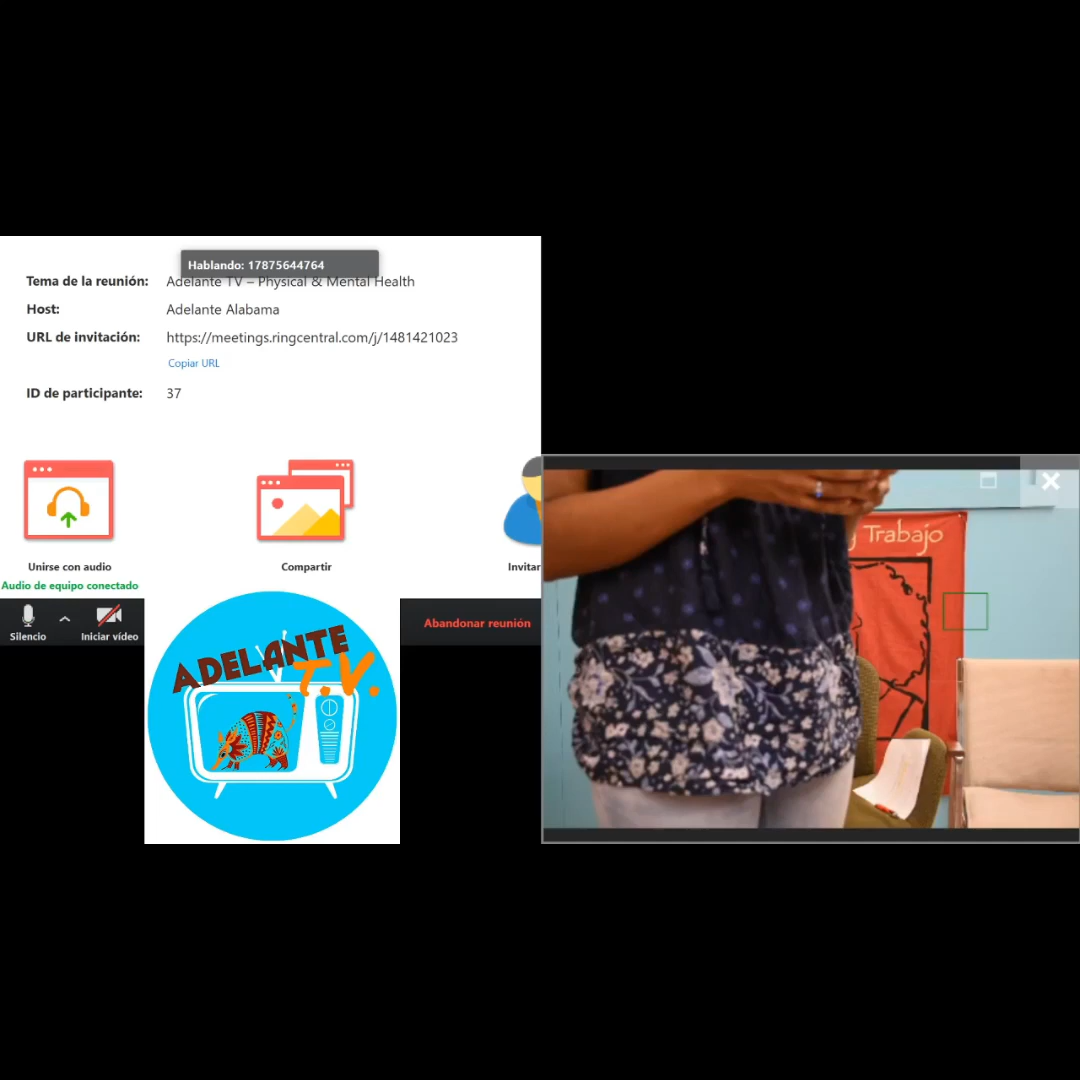 Hablando: 17875644764
Tema de la reunión: Adelante TV – Physical & Mental Health
Host: Adelante Alabama
URL de invitación: https://meetings.ringcentral.com/j/1481421023
Copiar URL
ID de participante: 37
Unirse con audio
Compartir
Invitar
Audio de equipo conectado
Silencio
Iniciar vídeo
Abandonar reunión
ADELANTE
T.V.
y Trabajo